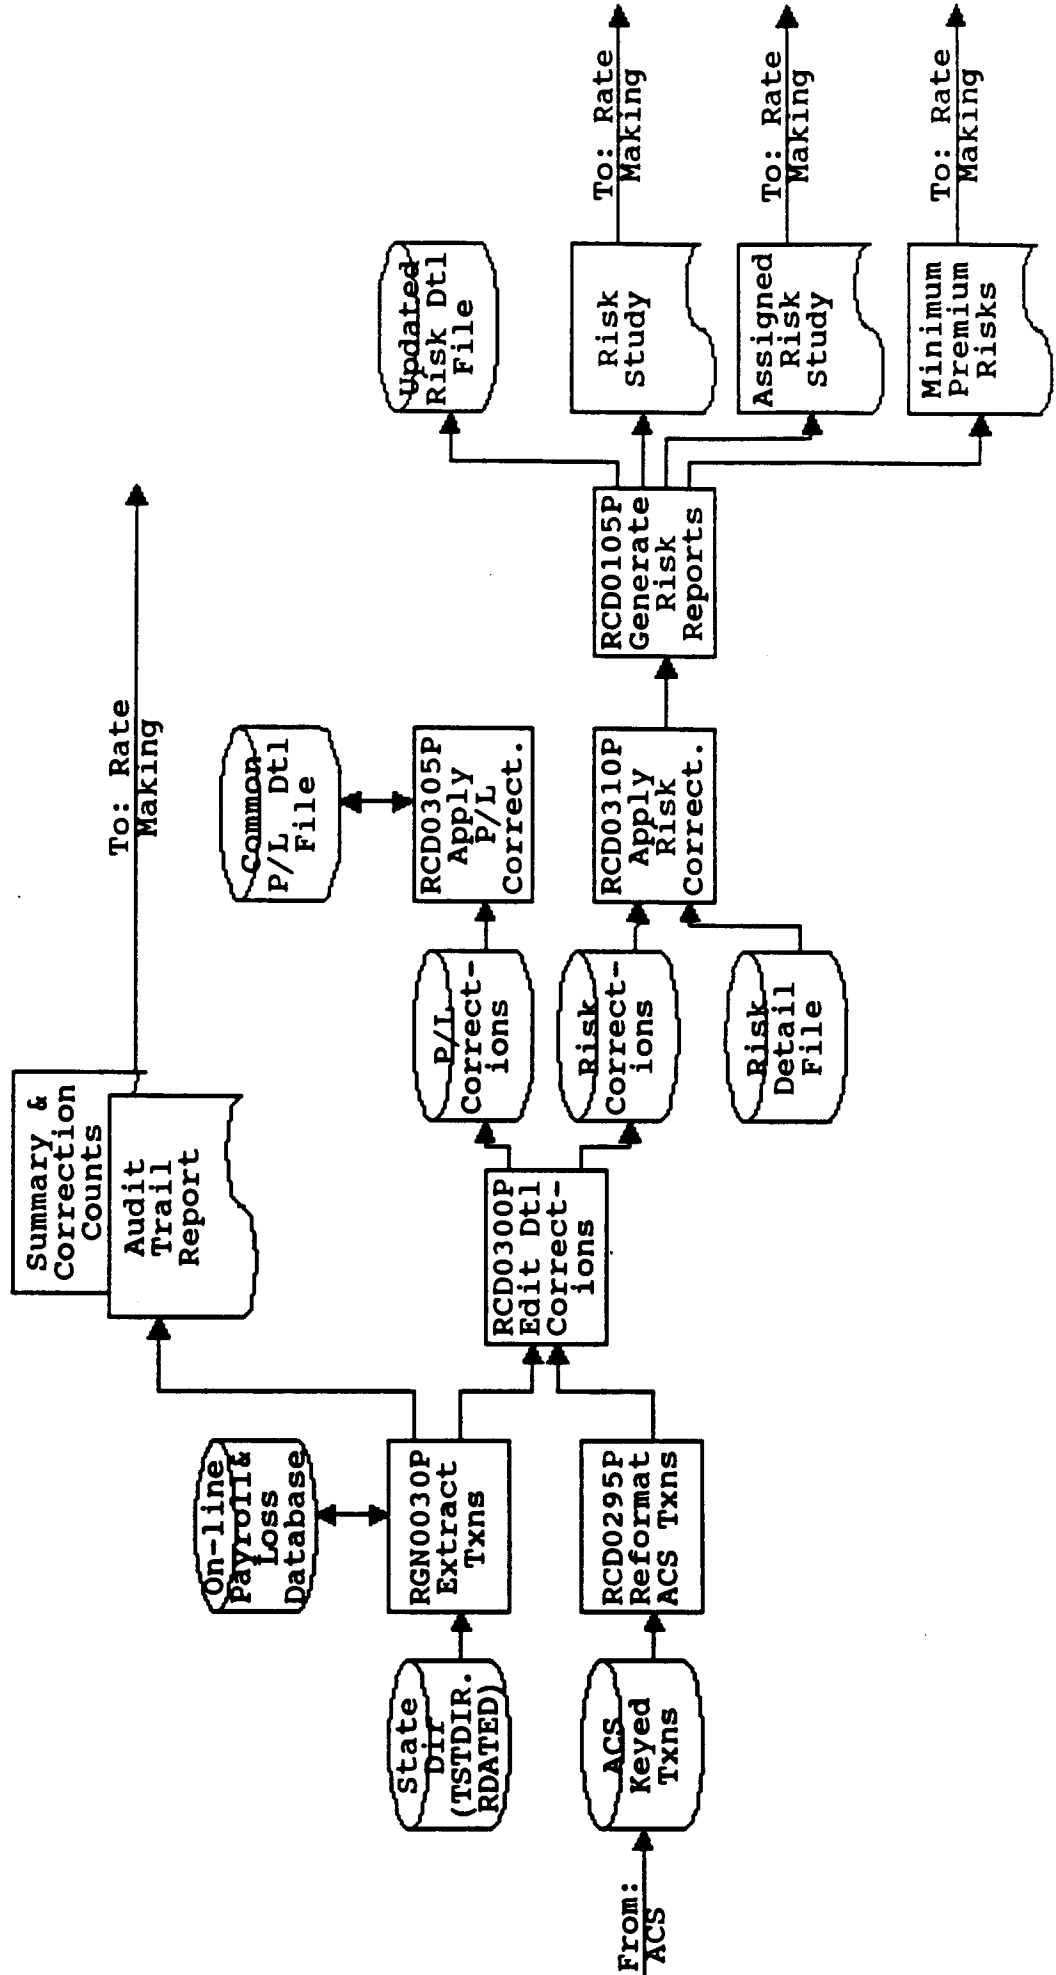 From:
ACS
State
Dir
(TSTDIR.
RDATED)
ACS
Keyed
Txns
On-line
Payroll&
Loss
Database
RGN0030P
Extract
Txns
RCD0295P
Reformat
ACS Txns
Summary &
Correction
Counts
Audit
Trail
Report
To: Rate
Making
RCD0300P
Edit Dtl
Correct-
ions
P/L
Correct-
ions
Risk
Correct-
ions
Risk
Detail
File
Common
P/L Dtl
File
RCD0305P
Apply
P/L
Correct.
RCD0310P
Apply
Risk
Correct.
RCD0105P
Generate
Risk
Reports
Updated
Risk Dtl
File
Risk
Study
To: Rate
Making
Assigned
Risk
Study
To: Rate
Making
Minimum
Premium
Risks
To: Rate
Making